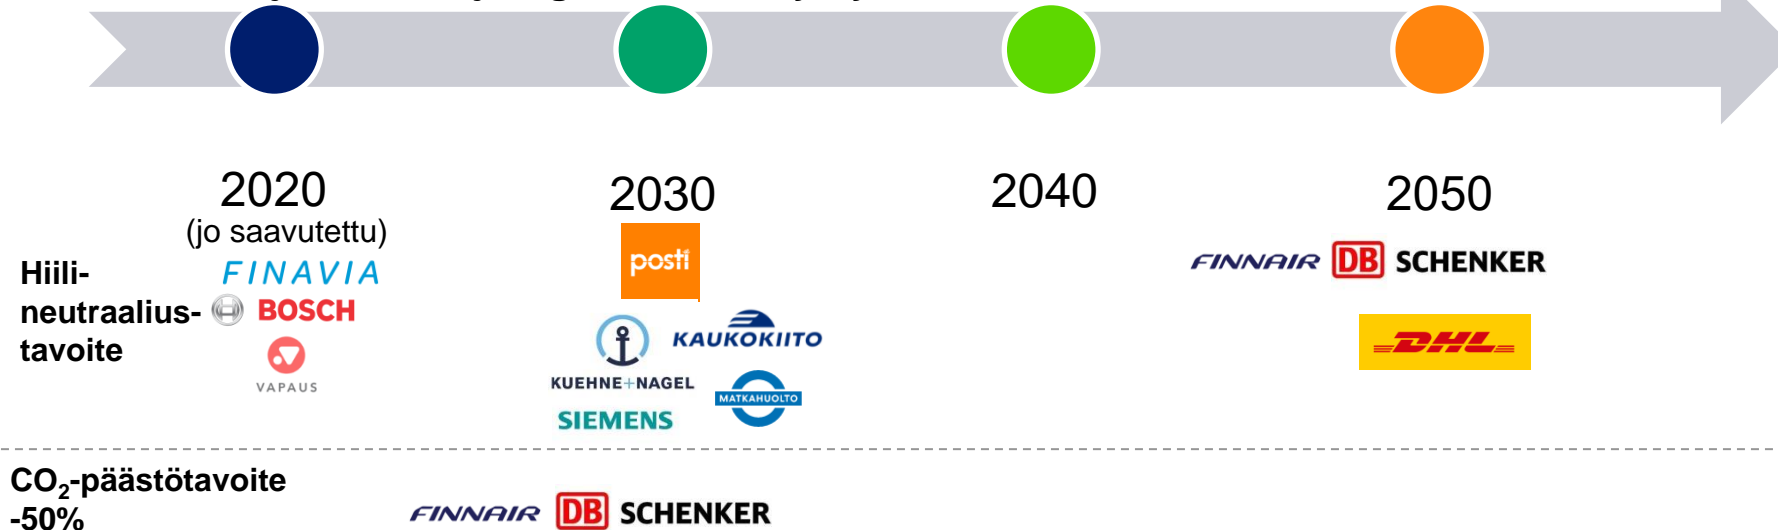 2020
2030
2040
2050
(jo saavutettu)
Hiili-
neutraalius-
tavoite
FINAVIA
BOSCH
VAPAUS
posti
KAUKOKIITO
KUEHNE+NAGEL
MATKAHUOLTO
SIEMENS
FINNAIR DB SCHENKER
DHL
CO₂-päästötavoite
-50%
FINNAIR DB SCHENKER